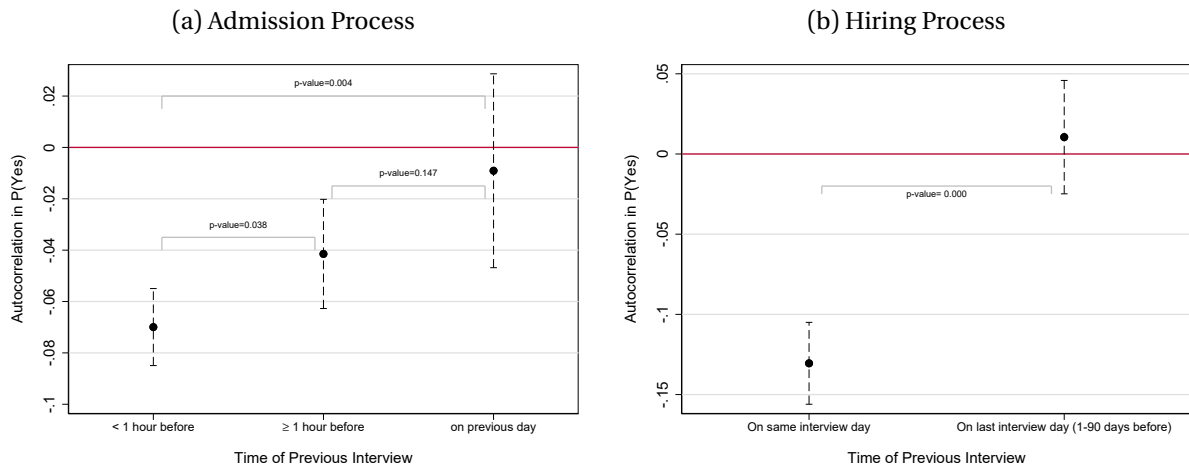 (a) Admission Process
Autocorrelation in P(Yes)
.02
0
-.02
-.04
-.06
-.08
-.1
p-value=0.004
p-value=0.147
p-value=0.038
< 1 hour before
≥ 1 hour before
on previous day
Time of Previous Interview
(b) Hiring Process
Autocorrelation in P(Yes)
.05
0
-.05
-.1
-.15
p-value= 0.000
On same interview day
On last interview day (1-90 days before)
Time of Previous Interview